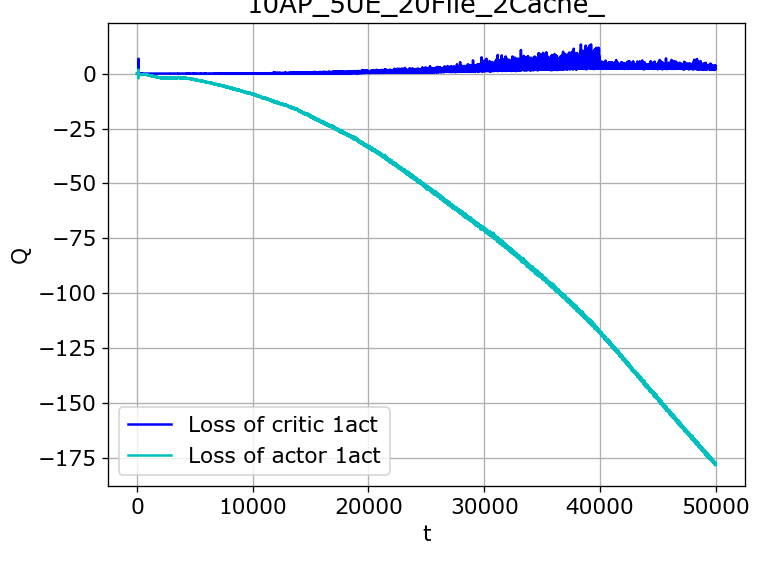 10AP_5UE_20File_2Cache_
0
−25
−50
−75
−100
−125
−150
−175
Q
Loss of critic 1act
Loss of actor 1act
0 10000 20000 30000 40000 50000
t